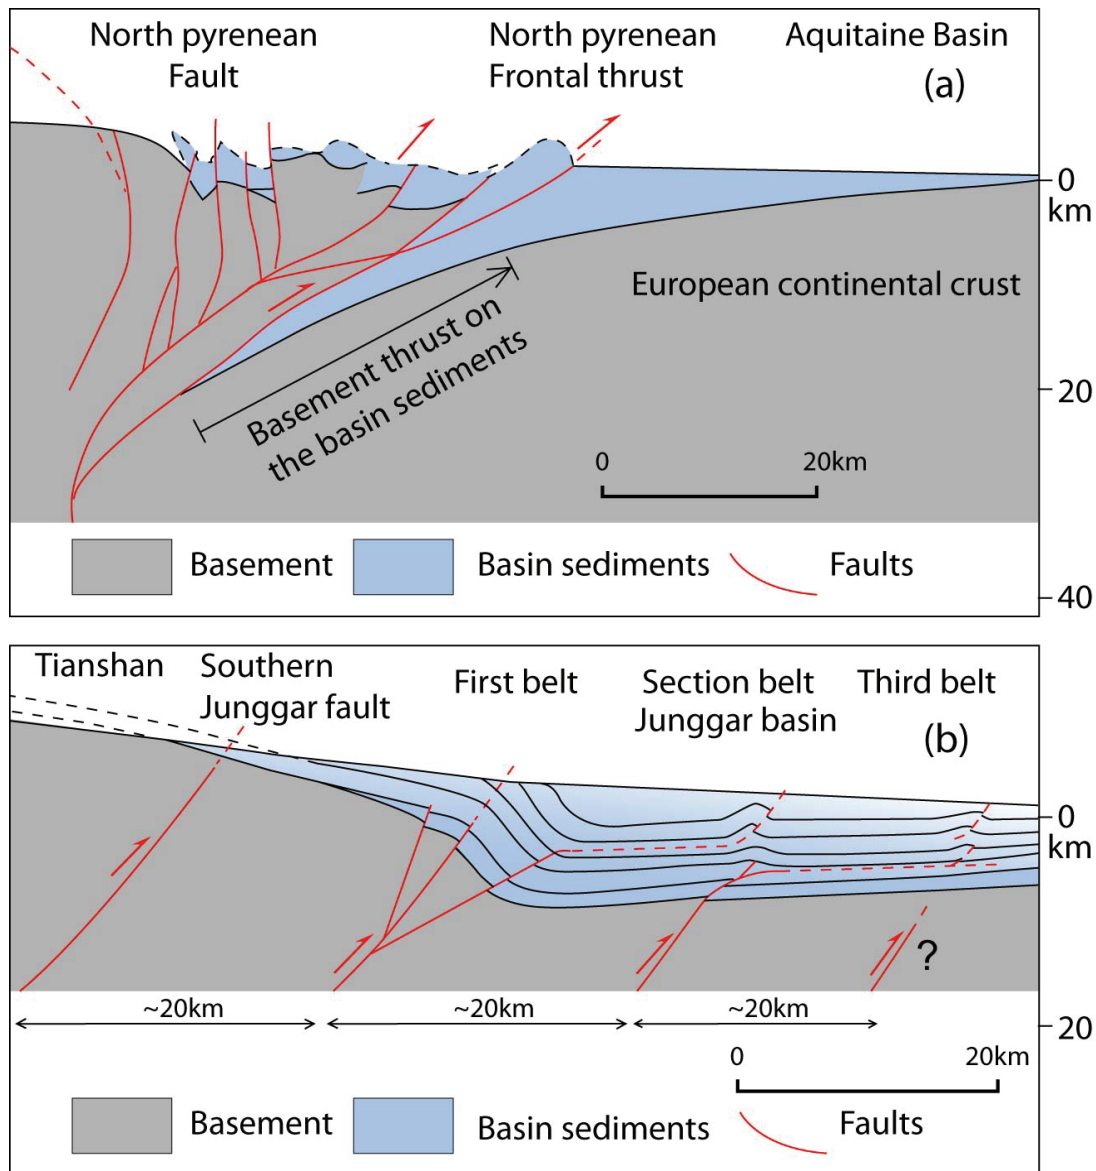 North pyrenean
Fault
North pyrenean
Frontal thrust
Aquitaine Basin
(a)
0
km
European continental crust
Basement thrust on
the basin sediments
20
0
20km
Basement
Basin sediments
Faults
40
Tianshan
Southern
Junggar fault
First belt
Section belt
Junggar basin
Third belt
(b)
0
km
?
~20km
~20km
~20km
20
0
20km
Basement
Basin sediments
Faults